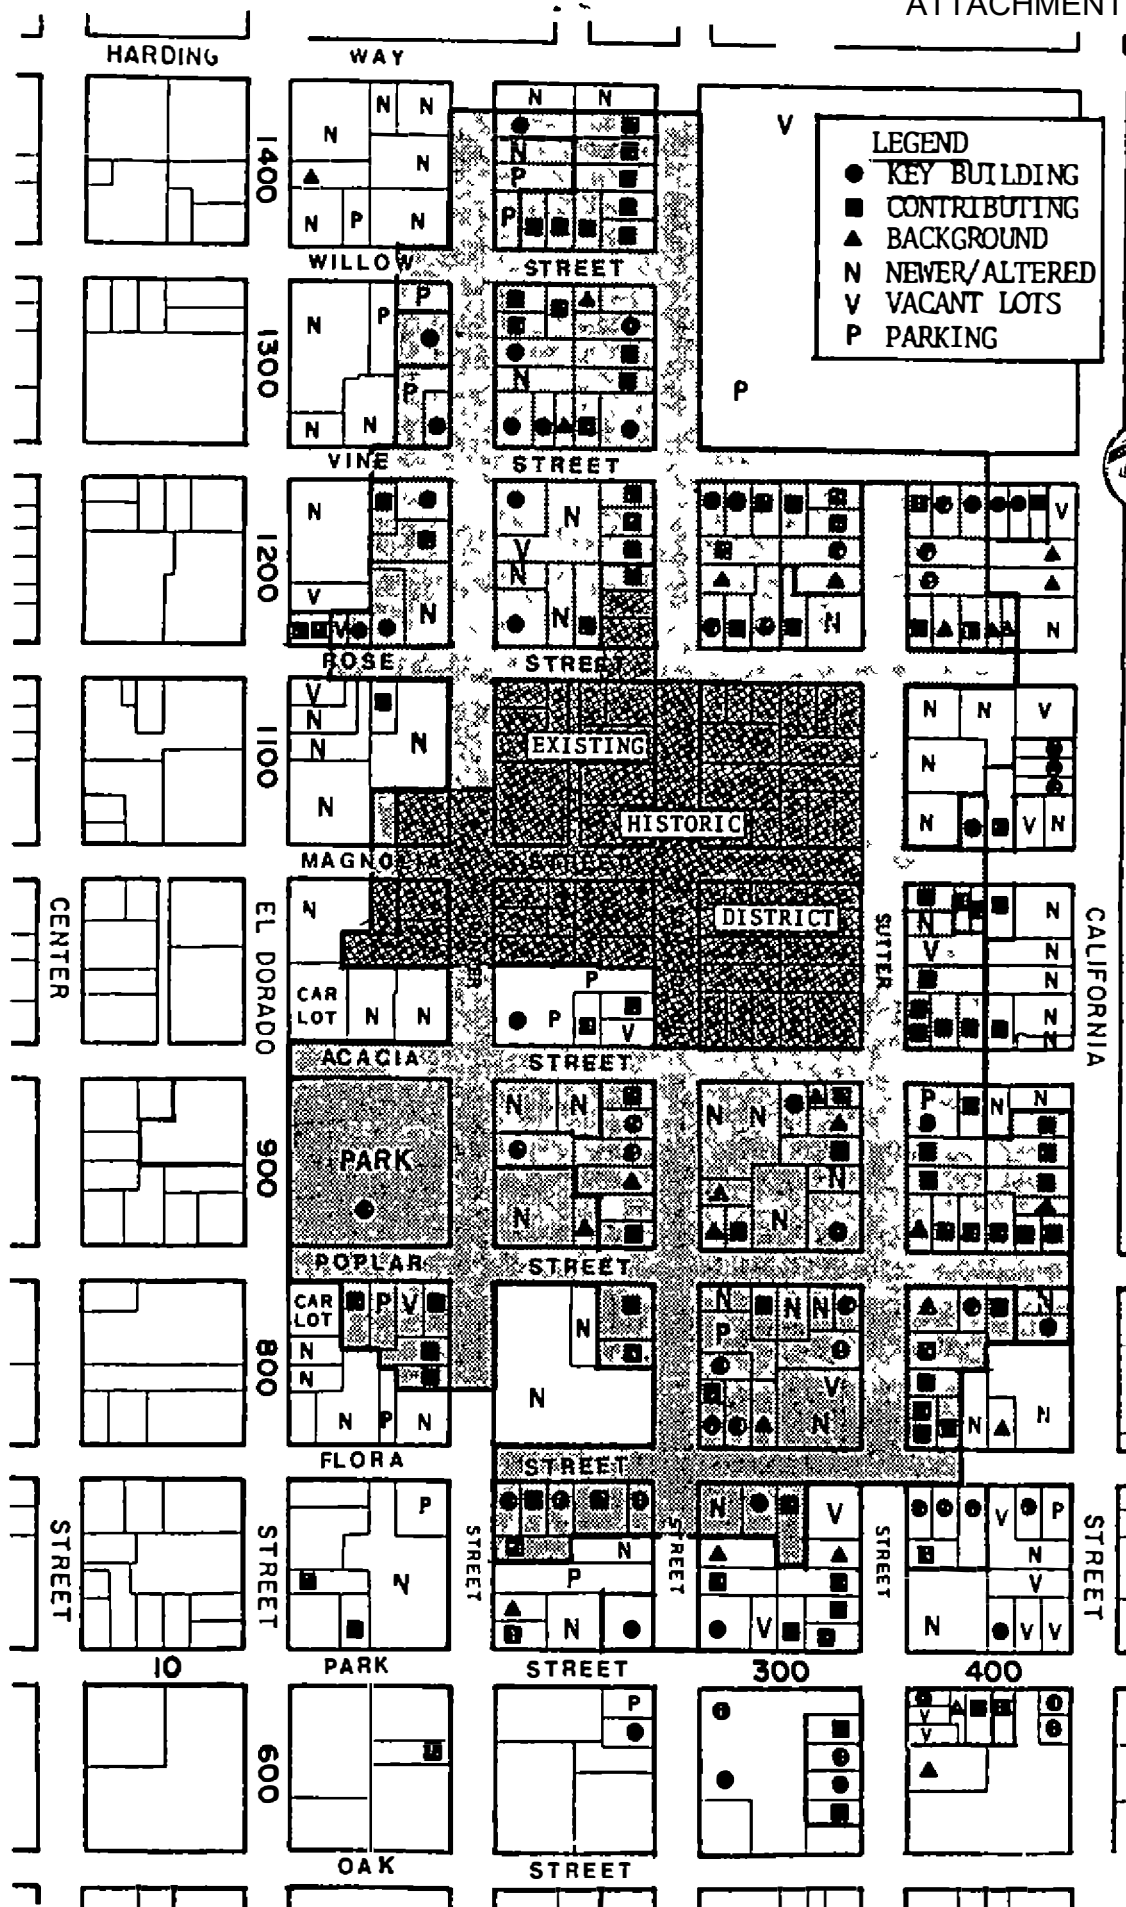 ATTACHMENT
HARDING WAY
N N N N
N V
LEGEND
KEY BUILDING
CONTRIBUTING
BACKGROUND
N NEWER/ALTERED
V VACANT LOTS
P PARKING
1400
N N P
N P N P
WILLOW STREET
P
N P
1300
P N P
N N
VINE STREET
N N V
1200
V N
V V N N N N
ROSE STREET
V N N V
N
N N EXISTING N
1100
N HISTORIC N V N
MAGNOLIA STREET
N DISTRICT N N
V N
N
P
CAR LOT N N P V N
N
CENTER EL DORADO SUTTER CALIFORNIA
ACACIA STREET
N N N N P N N
900
PARK N
N N
POPLAR STREET
CAR LOT P V N N N N
N N P
N V
800
N P N N N N N
FLORA STREET
P N V V P
N N
N P V
N V N V V
STREET STREET STREET STREET STREET STREET
10 PARK STREET 300 400
P V
V
600
OAK STREET